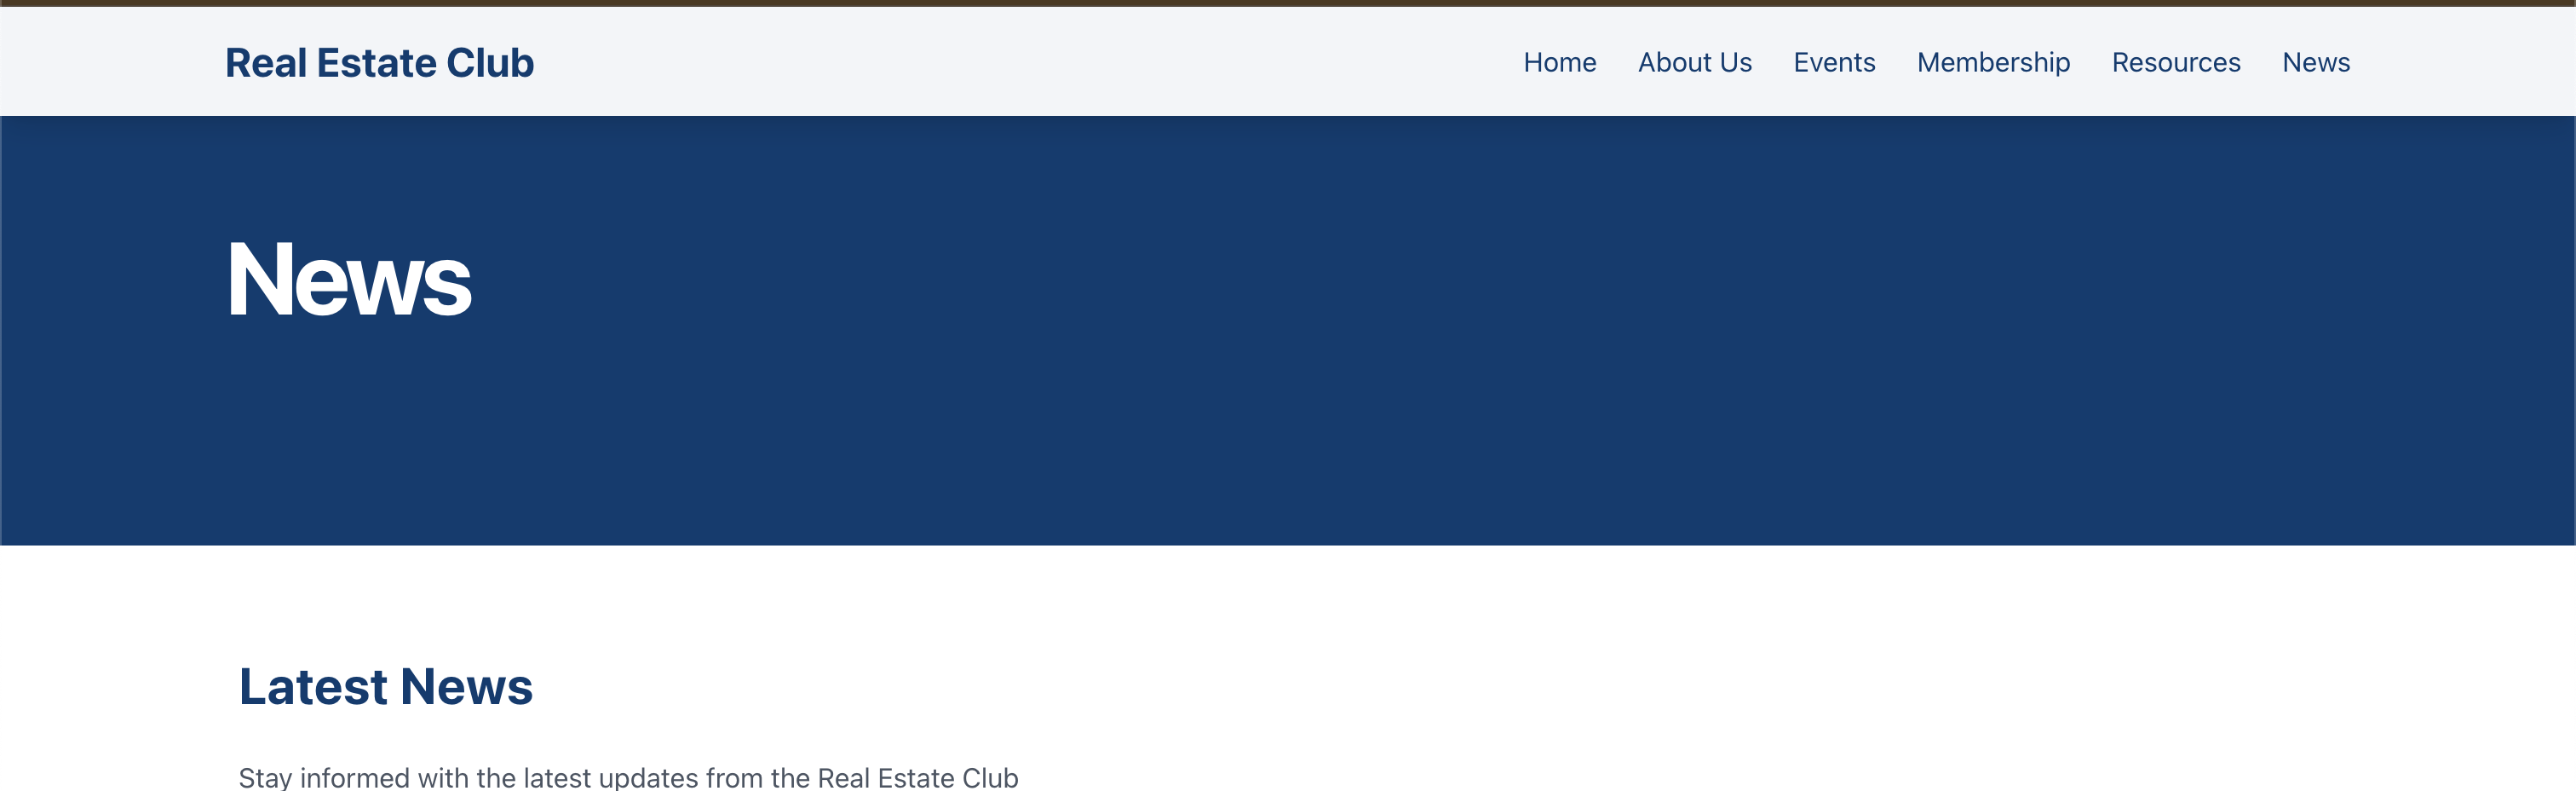 Real Estate Club
Home About Us Events Membership Resources News
News
Latest News
Stay informed with the latest updates from the Real Estate Club